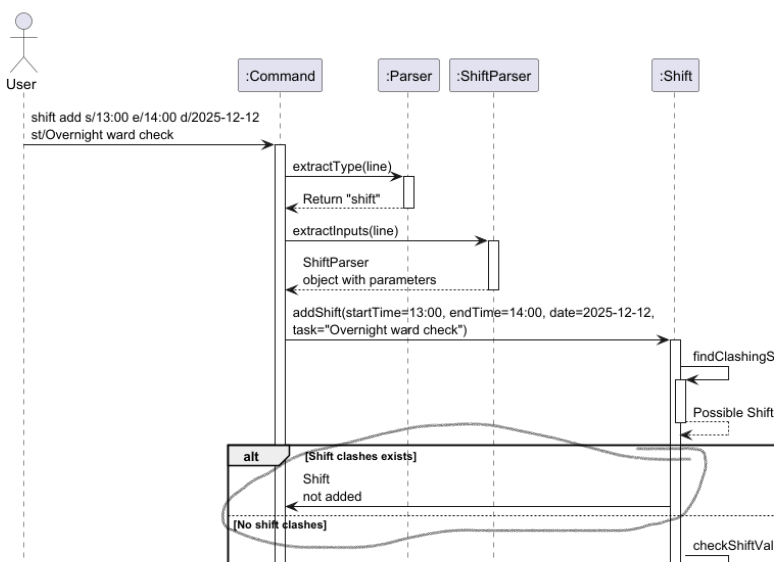 :Command
:Parser
:ShiftParser
:Shift
User
shift add s/13:00 e/14:00 d/2025-12-12
st/Overnight ward check
extractType(line)
Return "shift"
extractInputs(line)
ShiftParser
object with parameters
addShift(startTime=13:00, endTime=14:00, date=2025-12-12,
task="Overnight ward check")
findClashingS
Possible Shift
alt
[Shift clashes exists]
Shift
not added
[No shift clashes]
checkShiftVal